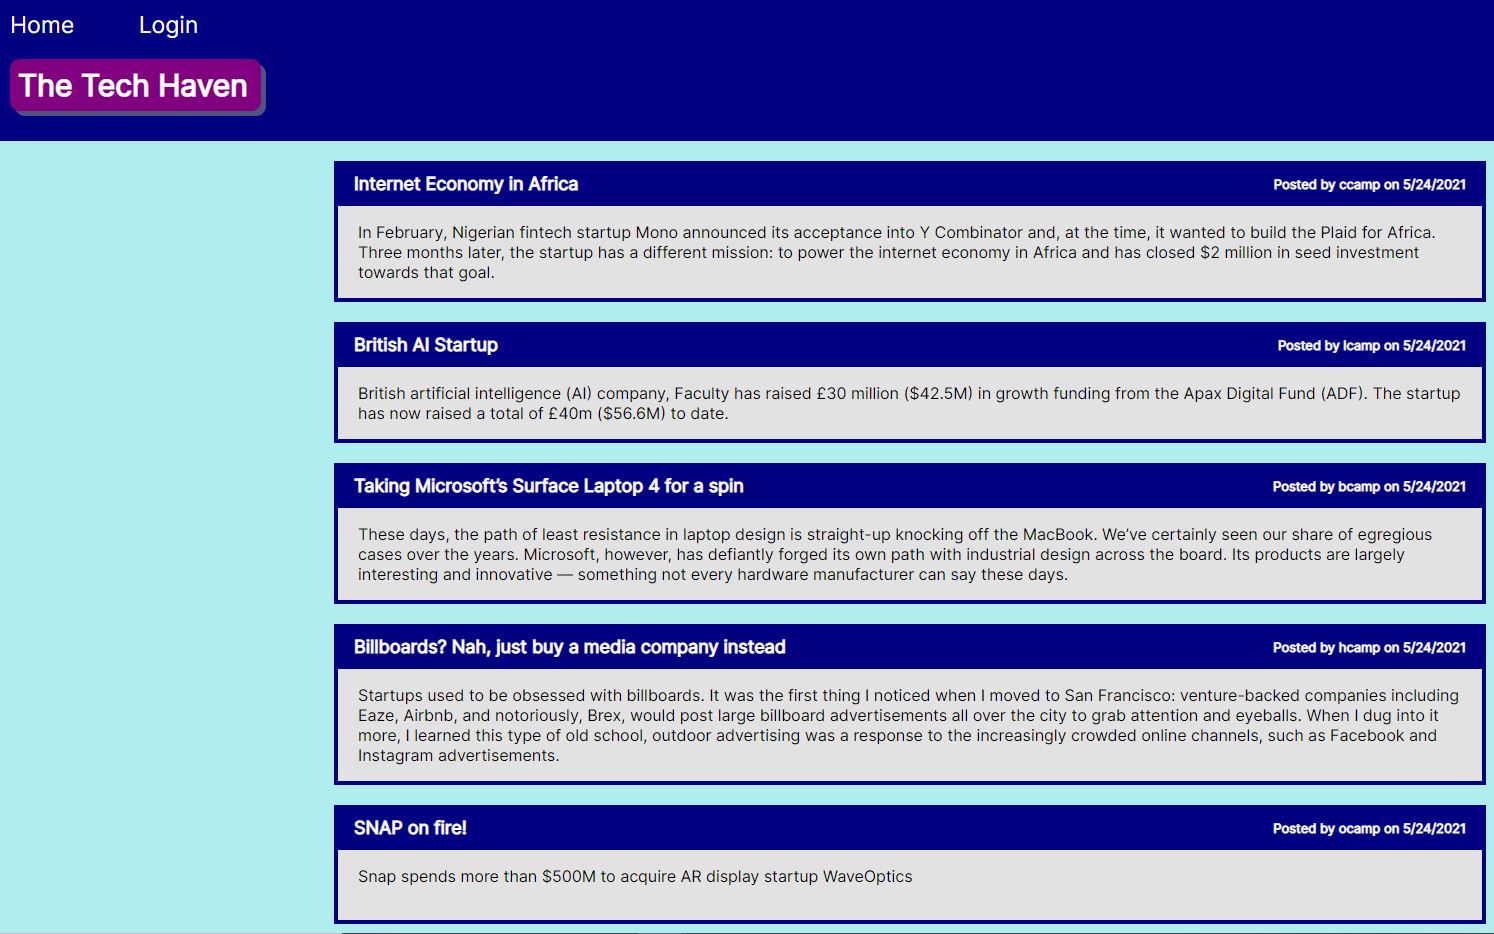 Home Login
The Tech Haven
Internet Economy in Africa Posted by ccamp on 5/24/2021
In February, Nigerian fintech startup Mono announced its acceptance into Y Combinator and, at the time, it wanted to build the Plaid for Africa.
Three months later, the startup has a different mission: to power the internet economy in Africa and has closed $2 million in seed investment
towards that goal.
British AI Startup Posted by lcamp on 5/24/2021
British artificial intelligence (AI) company, Faculty has raised £30 million ($42.5M) in growth funding from the Apax Digital Fund (ADF). The startup
has now raised a total of £40m ($56.6M) to date.
Taking Microsoft’s Surface Laptop 4 for a spin Posted by bcamp on 5/24/2021
These days, the path of least resistance in laptop design is straight-up knocking off the MacBook. We’ve certainly seen our share of egregious
cases over the years. Microsoft, however, has defiantly forged its own path with industrial design across the board. Its products are largely
interesting and innovative — something not every hardware manufacturer can say these days.
Billboards? Nah, just buy a media company instead Posted by hcamp on 5/24/2021
Startups used to be obsessed with billboards. It was the first thing I noticed when I moved to San Francisco: venture-backed companies including
Eaze, Airbnb, and notoriously, Brex, would post large billboard advertisements all over the city to grab attention and eyeballs. When I dug into it
more, I learned this type of old school, outdoor advertising was a response to the increasingly crowded online channels, such as Facebook and
Instagram advertisements.
SNAP on fire! Posted by ocamp on 5/24/2021
Snap spends more than $500M to acquire AR display startup WaveOptics